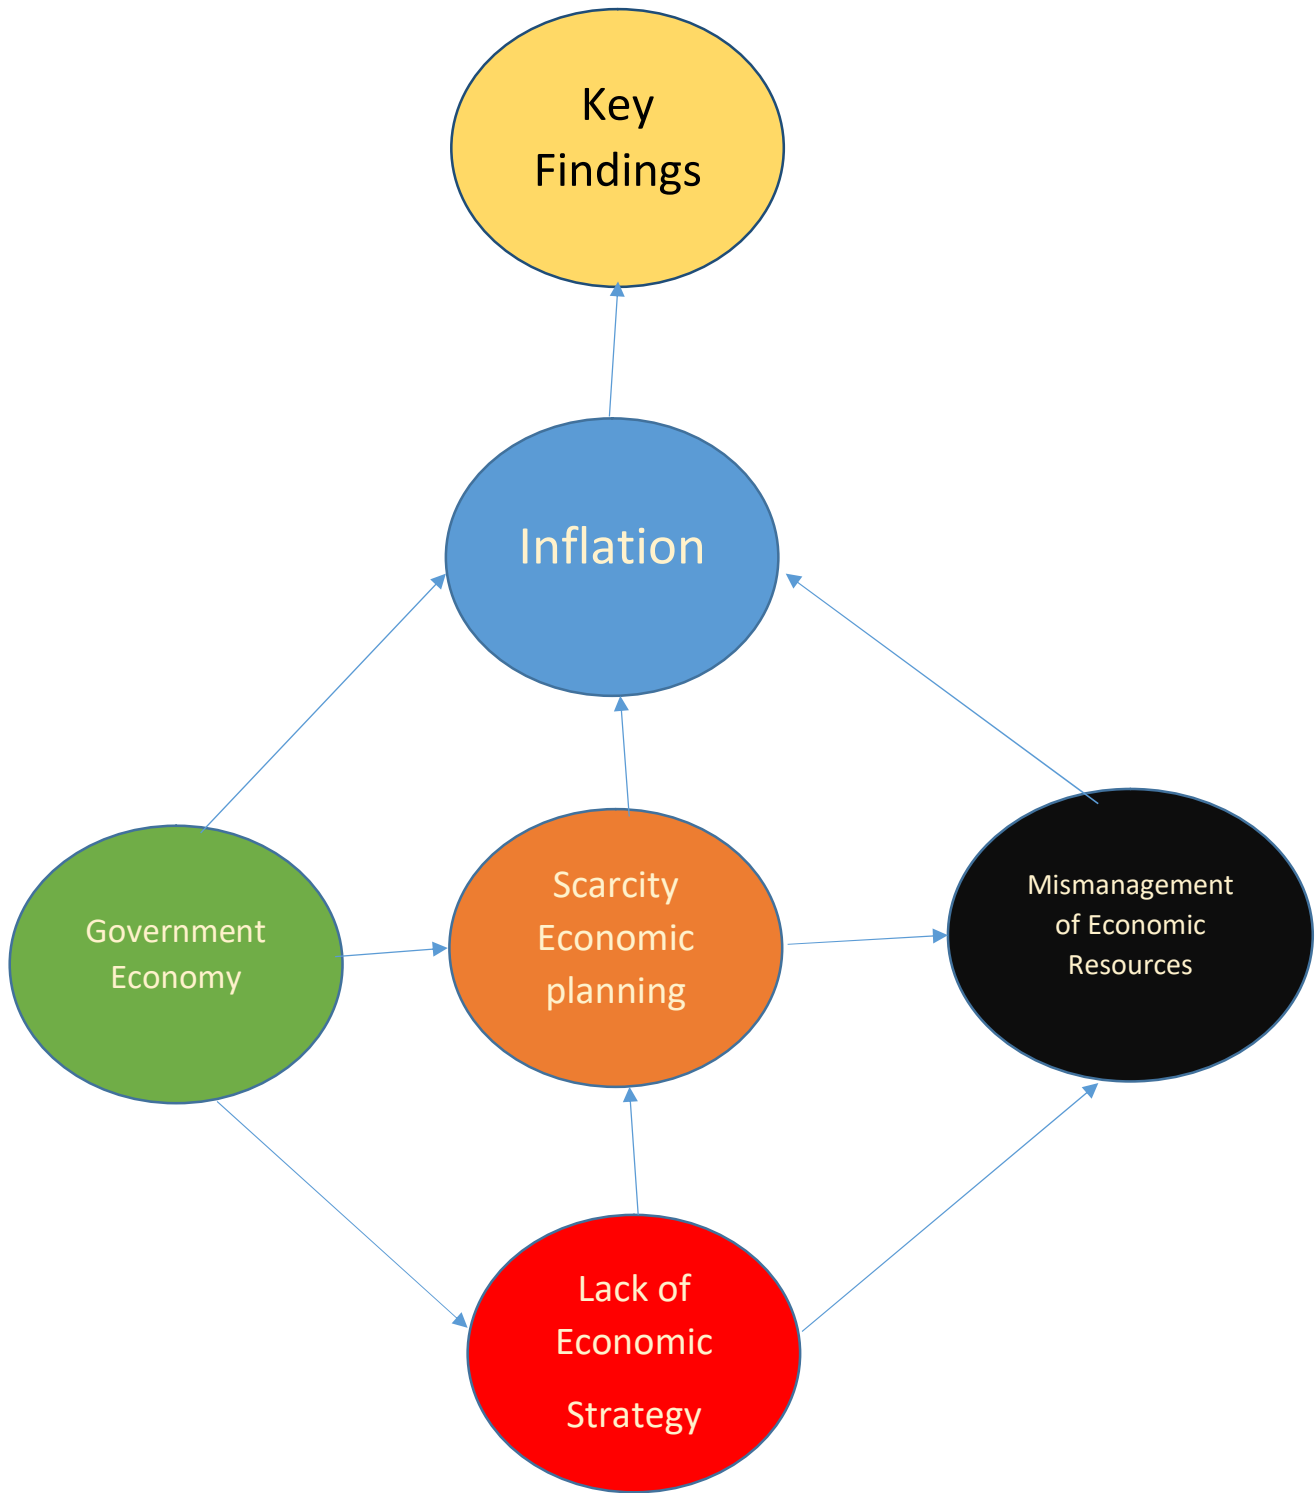 Key
Findings
Inflation
Government
Economy
Scarcity
Economic
planning
Mismanagement
of Economic
Resources
Lack of
Economic
Strategy